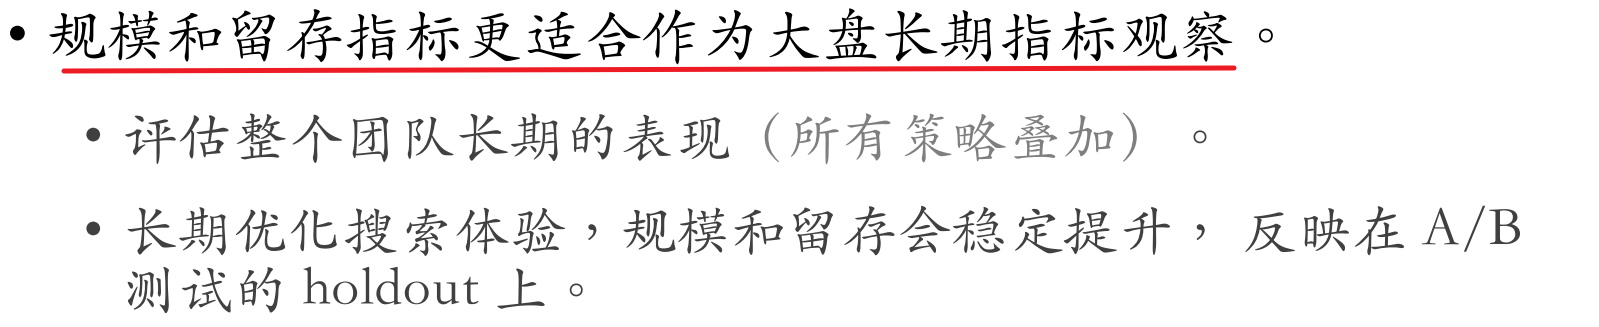 • 规模和留存指标更适合作为大盘长期指标观察。
• 评估整个团队长期的表现（所有策略叠加）。
• 长期优化搜索体验，规模和留存会稳定提升，反映在 A/B
测试的 holdout 上。